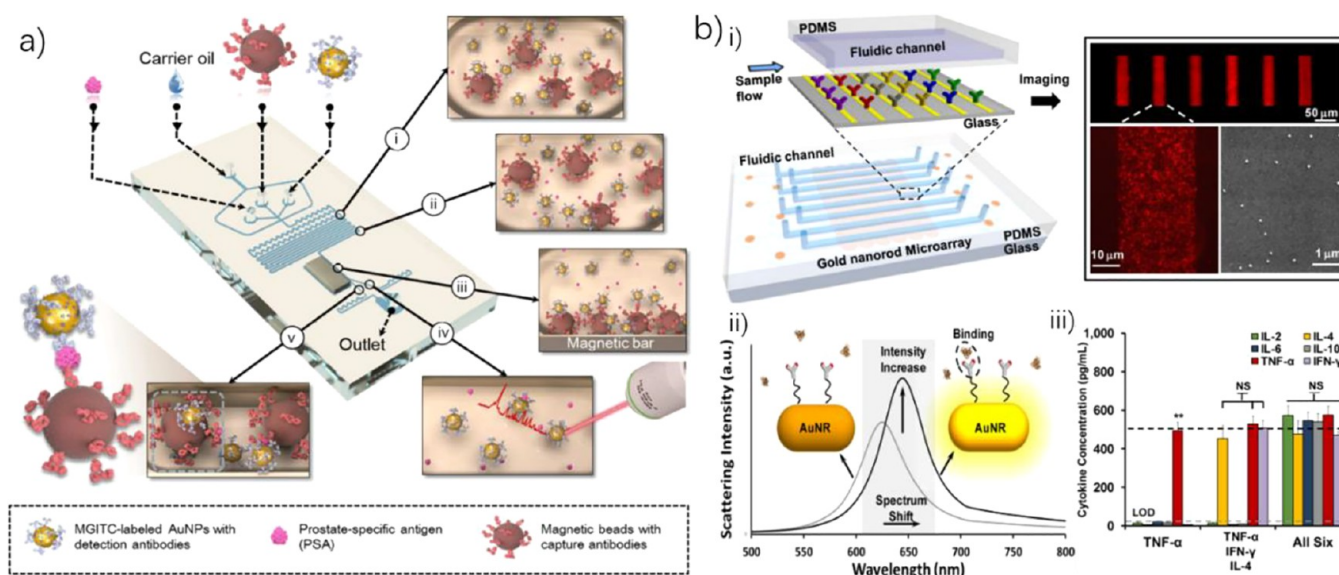 a)
Carrier oil
i
ii
iii
iv
v
Outlet
Magnetic bar
MGITC-labeled AuNPs with
detection antibodies
Prostate-specific antigen
(PSA)
Magnetic beads with
capture antibodies
b)
i)
PDMS
Fluidic channel
Sample
flow
Glass
Imaging
50 μm
10 μm
1 μm
Fluidic channel
Gold nanorod Microarray
PDMS
Glass
ii)
Scattering Intensity (a.u.)
Intensity
Increase
Binding
AuNR
AuNR
Spectrum
Shift
500 550 600 650 700 750 800
Wavelength (nm)
iii)
Cytokine Concentration (pg/mL)
1,000
800
600
400
200
0
IL-2 IL-4
IL-6 IL-10
TNF-α IFN-γ
**
NS
NS
LOD
TNF-α
TNF-α
IFN-γ
IL-4
All Six